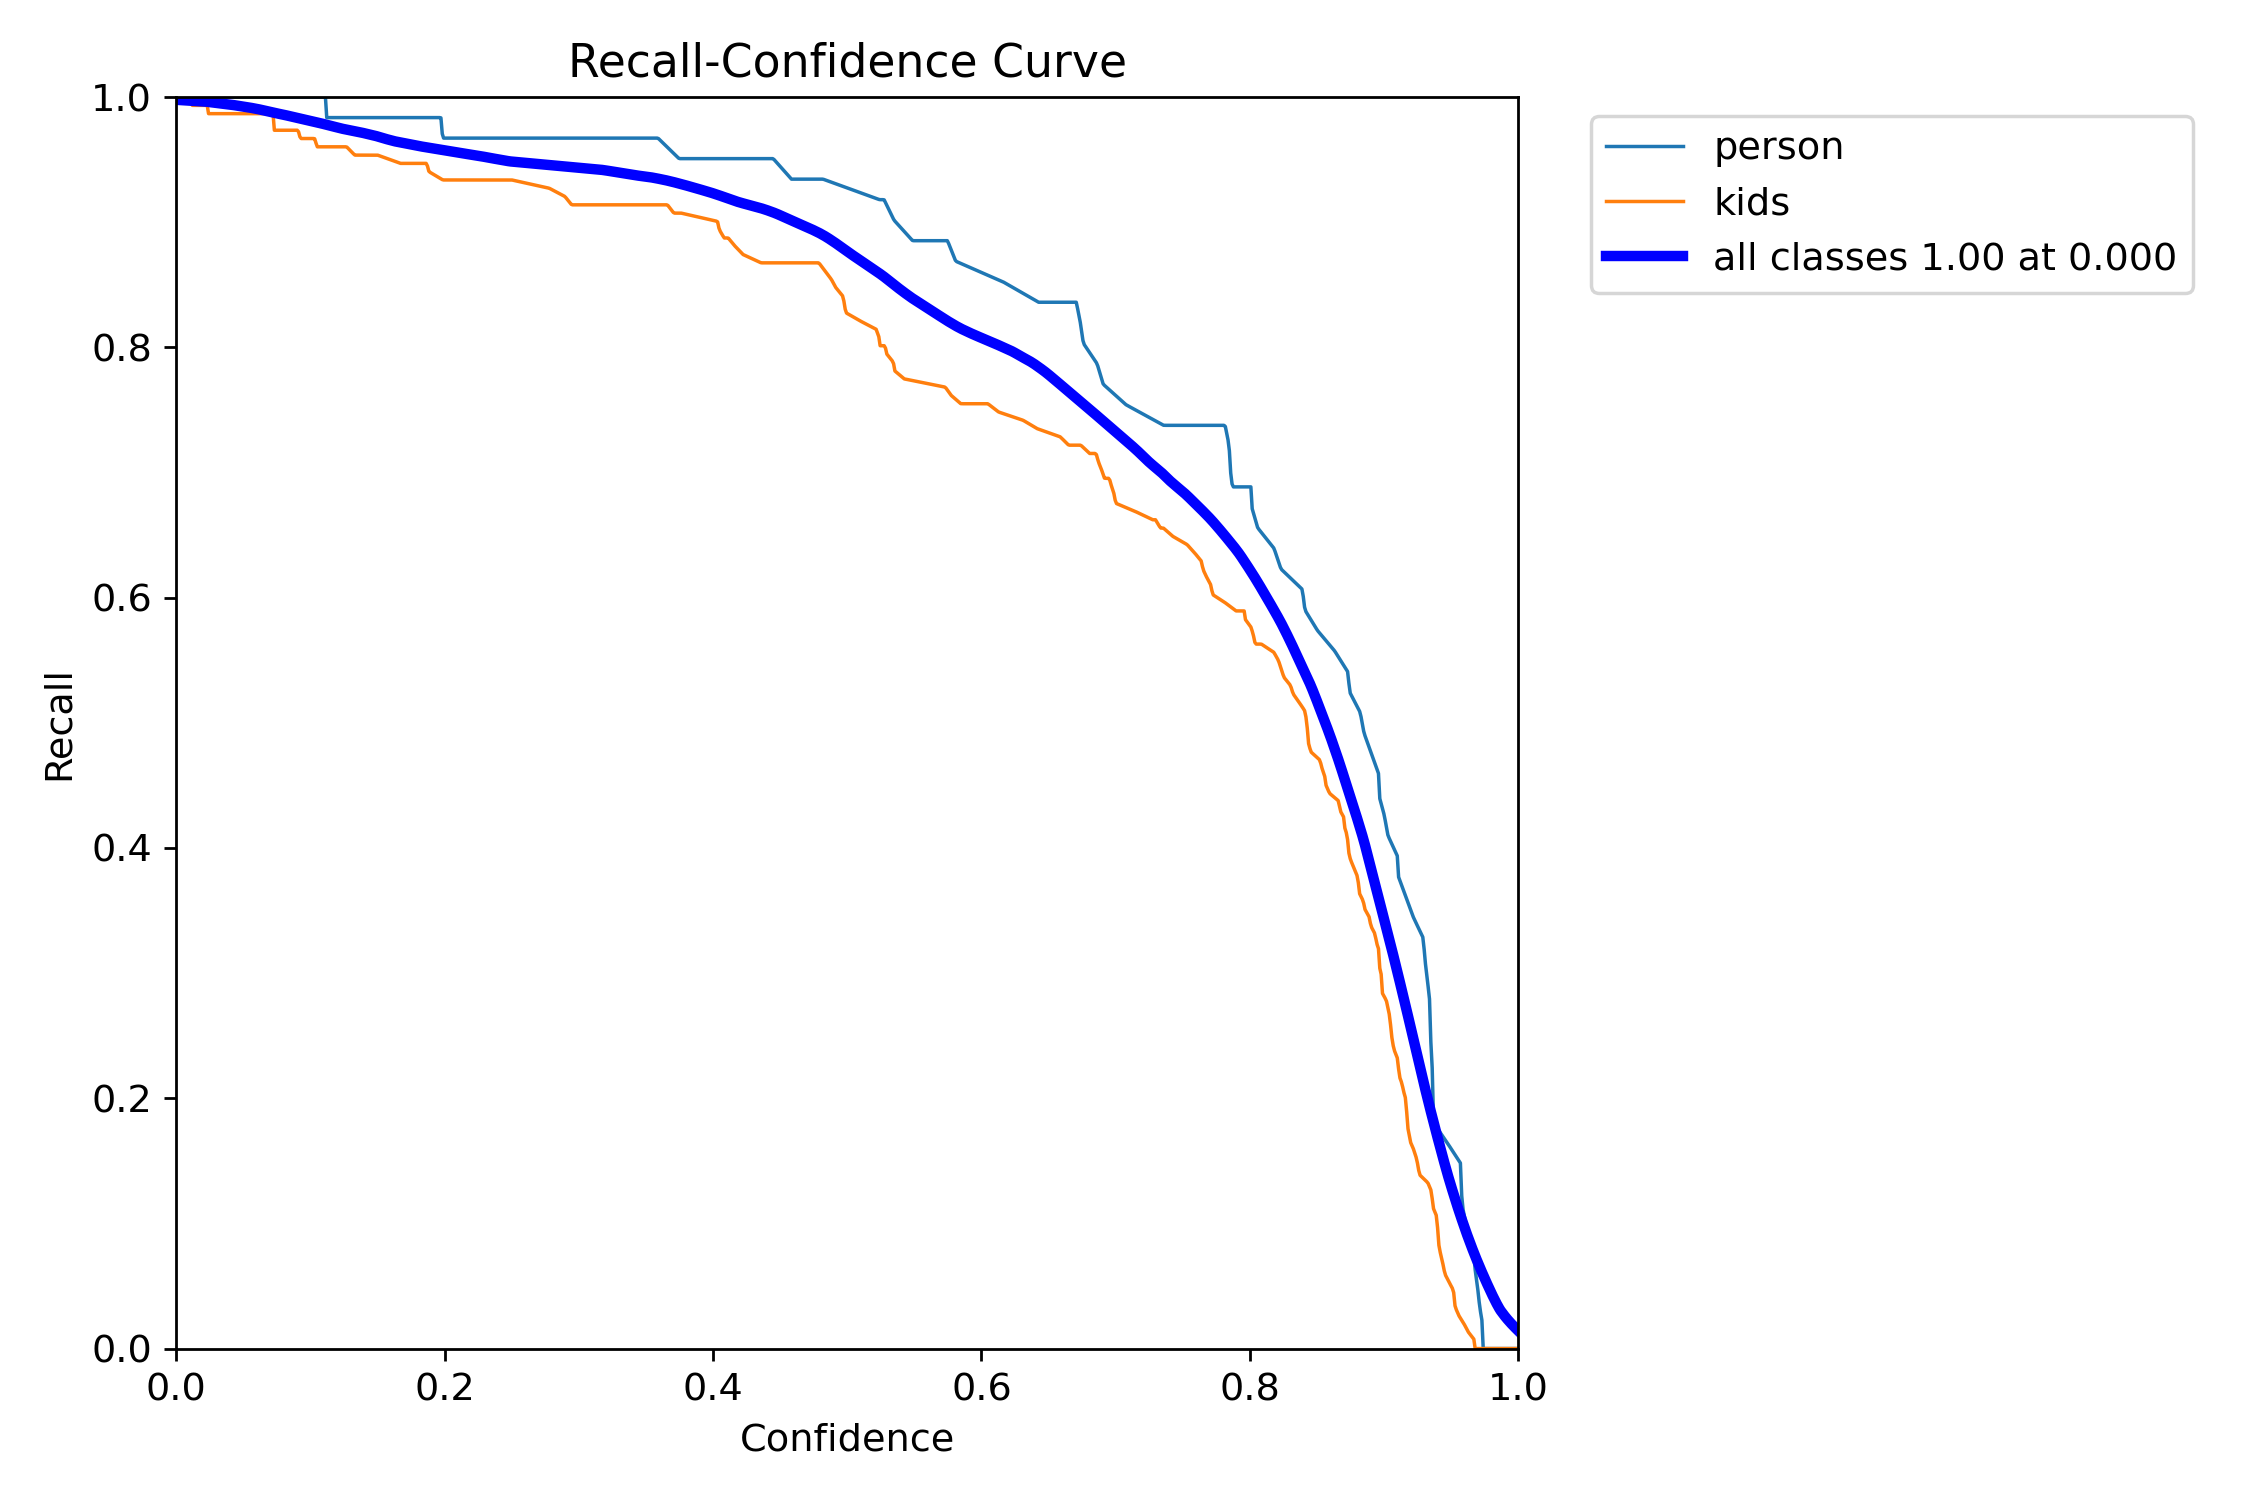 Recall-Confidence Curve
1.0
0.8
0.6
0.4
0.2
0.0
Recall
0.0 0.2 0.4 0.6 0.8 1.0
Confidence
person
kids
all classes 1.00 at 0.000